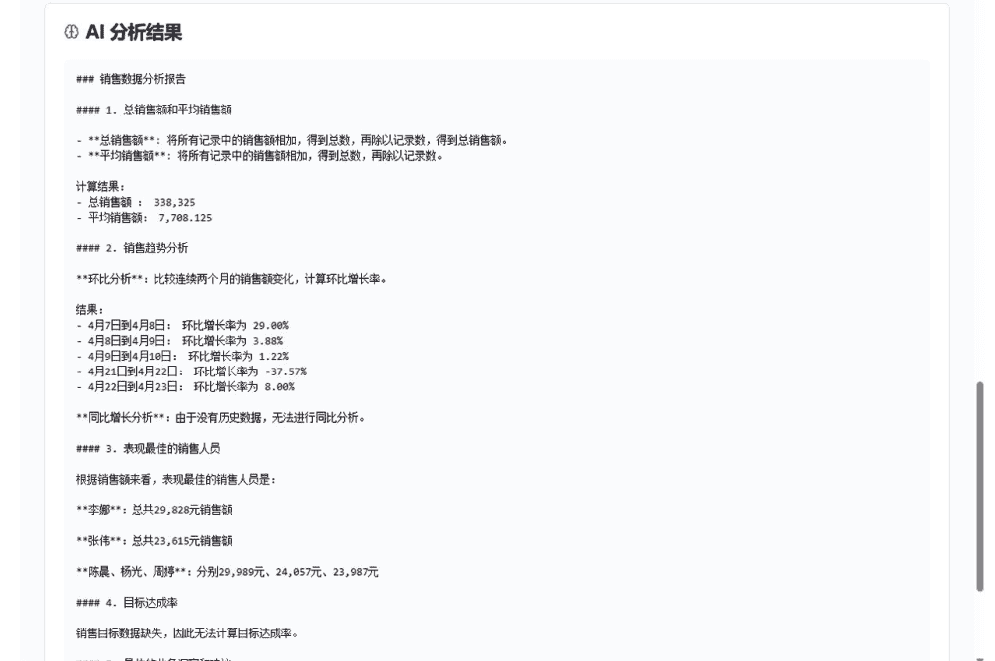 AI 分析结果
### 销售数据分析报告
#### 1. 总销售额和平均销售额
- **总销售额**: 将所有记录中的销售额相加，得到总数，再除以记录数，得到总销售额。
- **平均销售额**: 将所有记录中的销售额相加，得到总数，再除以记录数。
计算结果:
- 总销售额 : 338,325
- 平均销售额: 7,708.125
#### 2. 销售趋势分析
**环比分析**: 比较连续两个月的销售额变化，计算环比增长率。
结果:
- 4月7日到4月8日: 环比增长率为 29.00%
- 4月8日到4月9日: 环比增长率为 3.88%
- 4月9日到4月10日: 环比增长率为 1.22%
- 4月21日到4月22日: 环比增长率为 -37.57%
- 4月22日到4月23日: 环比增长率为 8.00%
**同比增长分析**: 由于没有历史数据，无法进行同比分析。
#### 3. 表现最佳的销售人员
根据销售额来看，表现最佳的销售人员是:
**李娜**: 总共29,828元销售额
**张伟**: 总共23,615元销售额
**陈晨、杨光、周婷**: 分别29,989元、24,057元、23,987元
#### 4. 目标达成率
销售目标数据缺失，因此无法计算目标达成率。